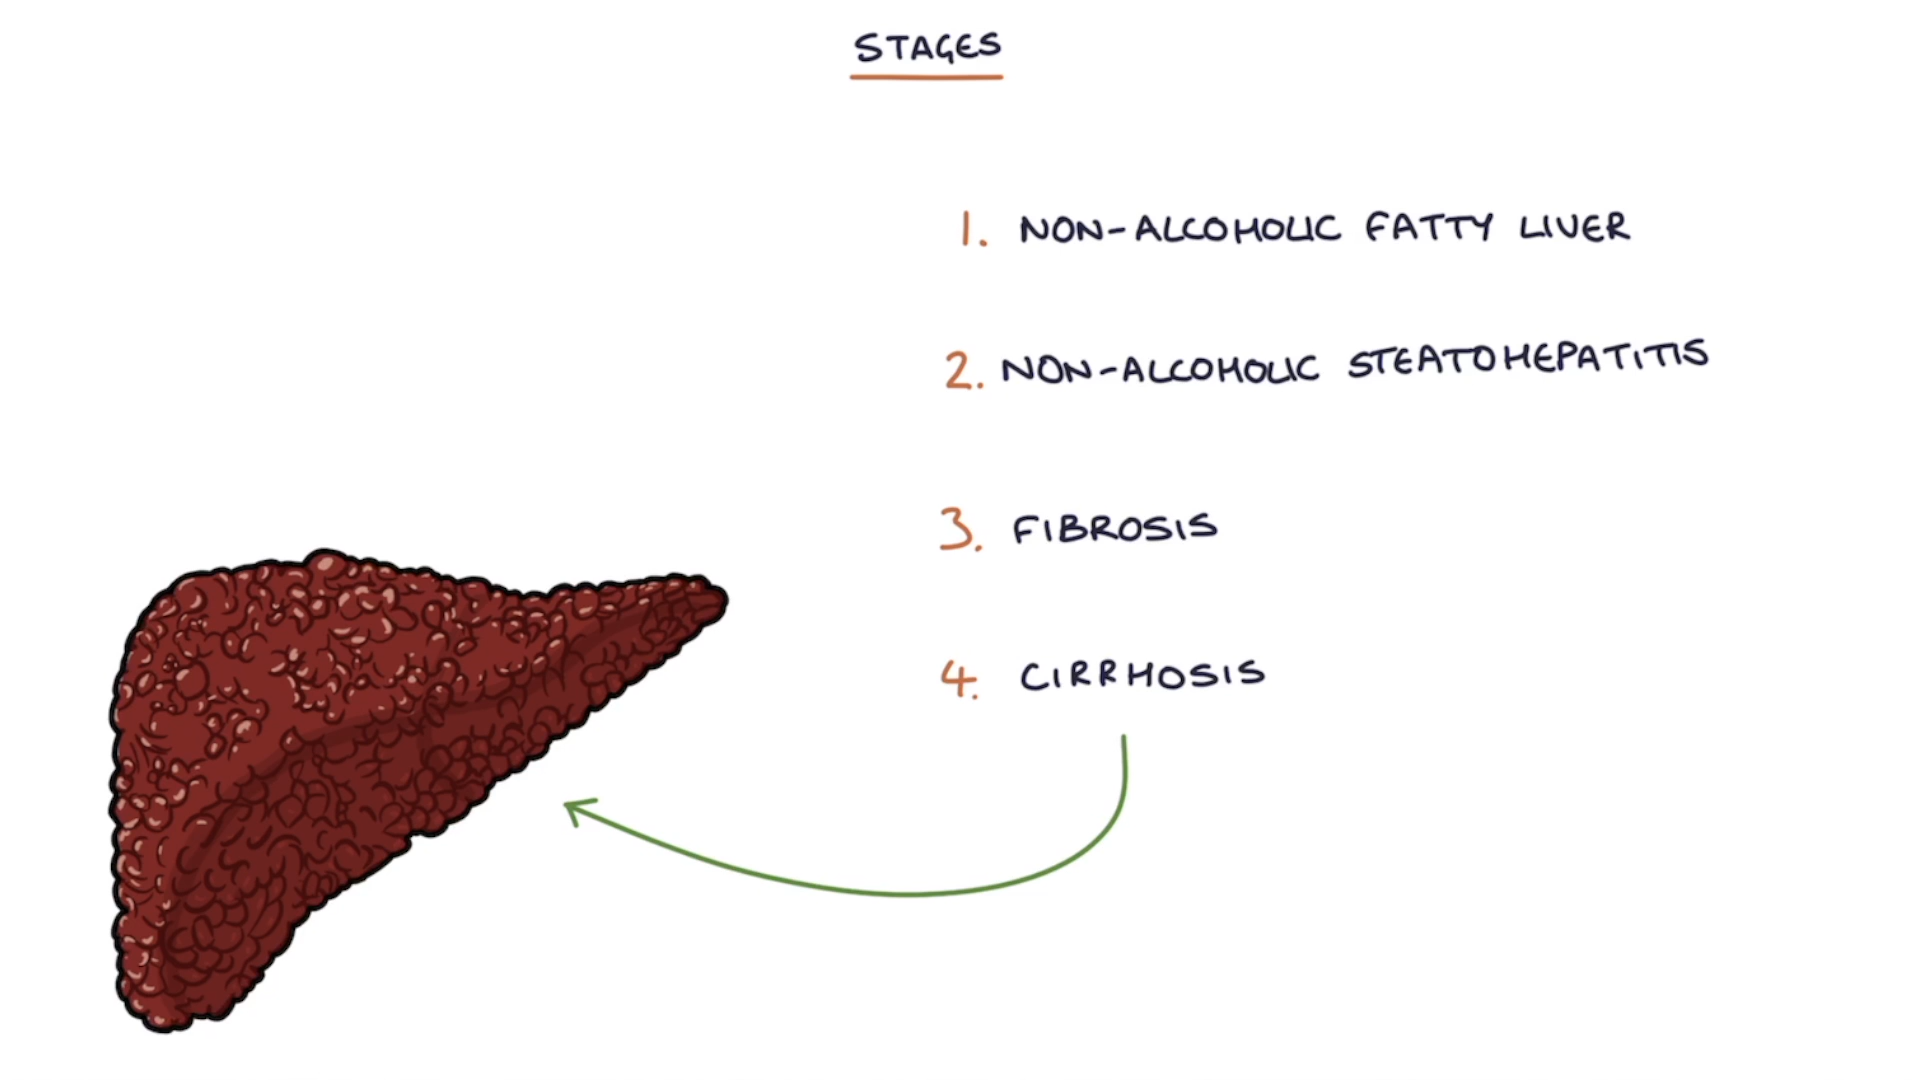 STAGES
1. NON-ALCOHOLIC FATTY LIVER
2. NON-ALCOHOLIC STEATOHEPATITIS
3. FIBROSIS
4. CIRRHOSIS